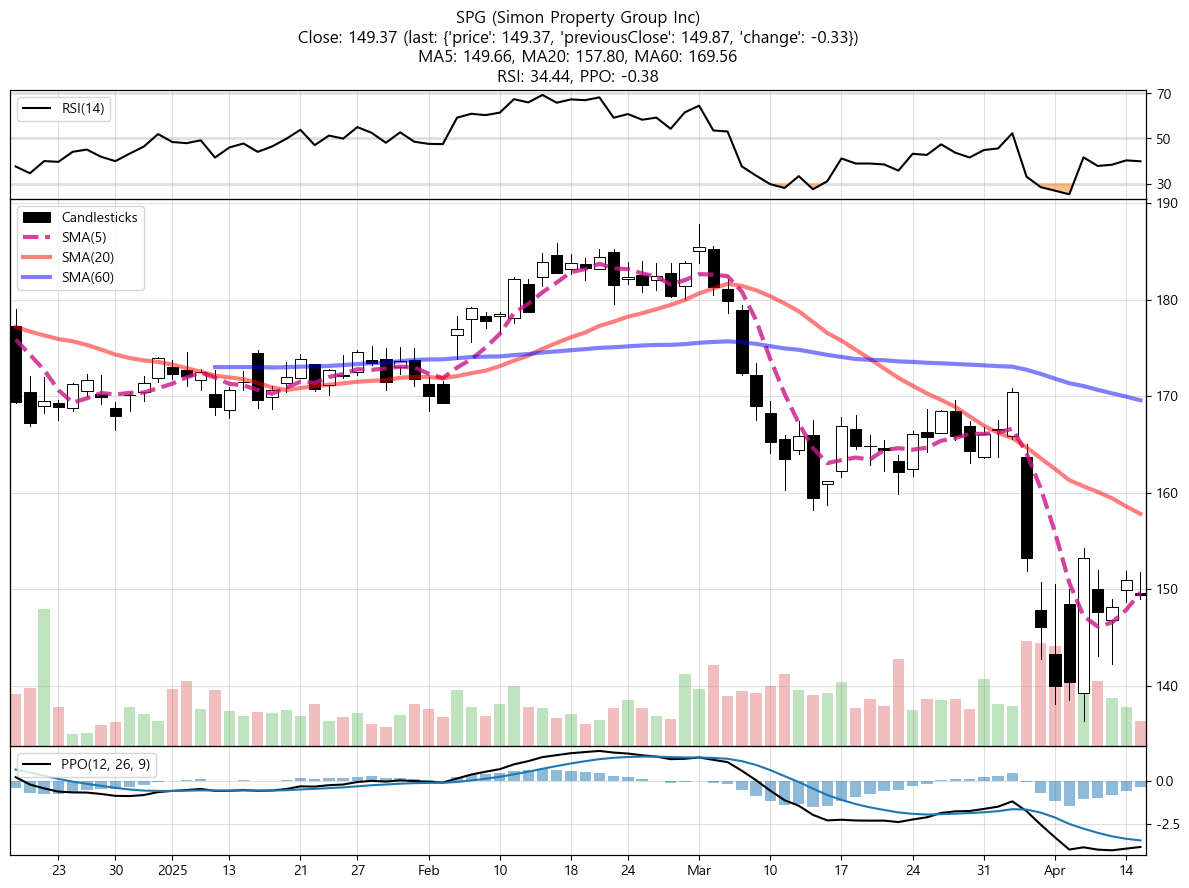 SPG (Simon Property Group Inc)
Close: 149.37 (last: {'price': 149.37, 'previousClose': 149.87, 'change': -0.33})
MA5: 149.66, MA20: 157.80, MA60: 169.56
RSI: 34.44, PPO: -0.38
RSI(14)
70
50
30
Candlesticks
SMA(5)
SMA(20)
SMA(60)
190
180
170
160
150
140
PPO(12, 26, 9)
0.0
−2.5
23 30 2025 13 21 27 Feb 10 18 24 Mar 10 17 24 31 Apr 14